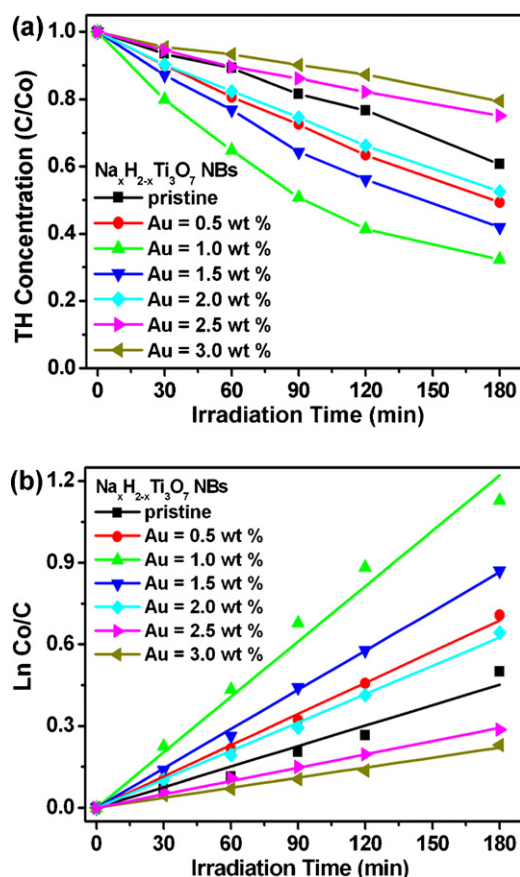 (a)
TH Concentration (C/Co)
1.0
0.8
0.6
0.4
0.2
0.0
NaxH2-xTi3O7 NBs
pristine
Au = 0.5 wt %
Au = 1.0 wt %
Au = 1.5 wt %
Au = 2.0 wt %
Au = 2.5 wt %
Au = 3.0 wt %
0 30 60 90 120 150 180
Irradiation Time (min)
(b)
Ln Co/C
1.2
0.9
0.6
0.3
0.0
NaxH2-xTi3O7 NBs
pristine
Au = 0.5 wt %
Au = 1.0 wt %
Au = 1.5 wt %
Au = 2.0 wt %
Au = 2.5 wt %
Au = 3.0 wt %
0 30 60 90 120 150 180
Irradiation Time (min)